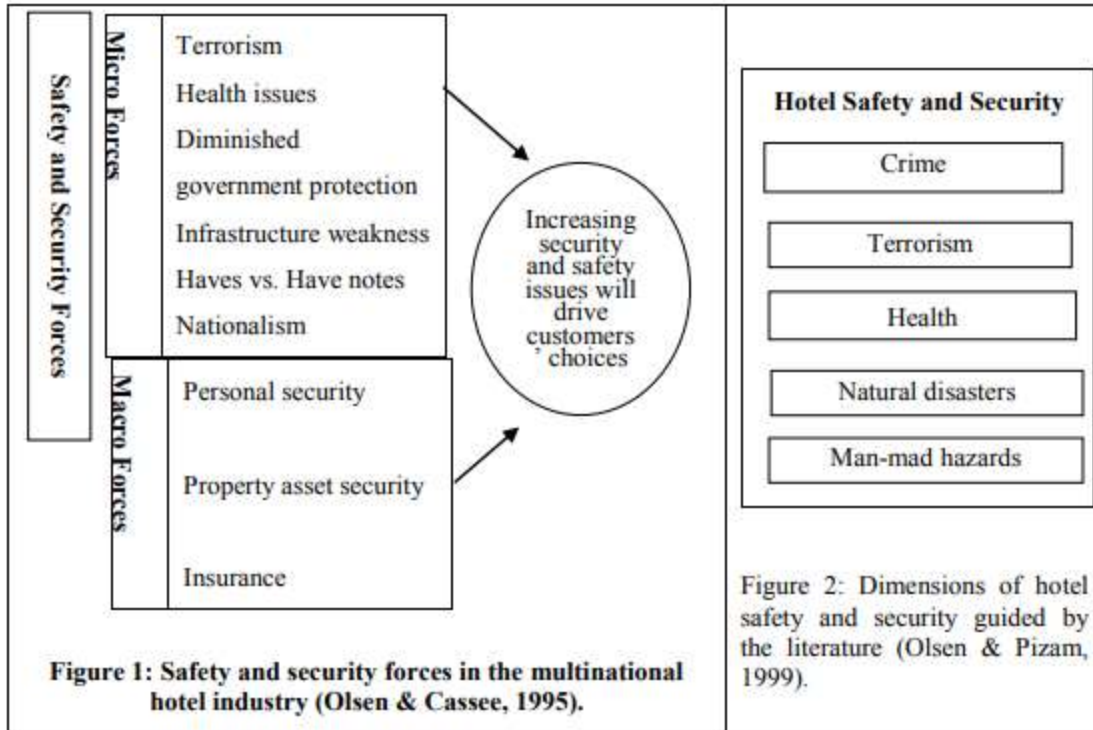 Safety and Security Forces
Micro Forces
Terrorism
Health issues
Diminished
government protection
Infrastructure weakness
Haves vs. Have notes
Nationalism
Macro Forces
Personal security
Property asset security
Insurance
Increasing
security
and safety
issues will
drive
customers
’ choices
Figure 1: Safety and security forces in the multinational
hotel industry (Olsen & Cassee, 1995).
Hotel Safety and Security
Crime
Terrorism
Health
Natural disasters
Man-mad hazards
Figure 2: Dimensions of hotel
safety and security guided by
the literature (Olsen & Pizam,
1999).